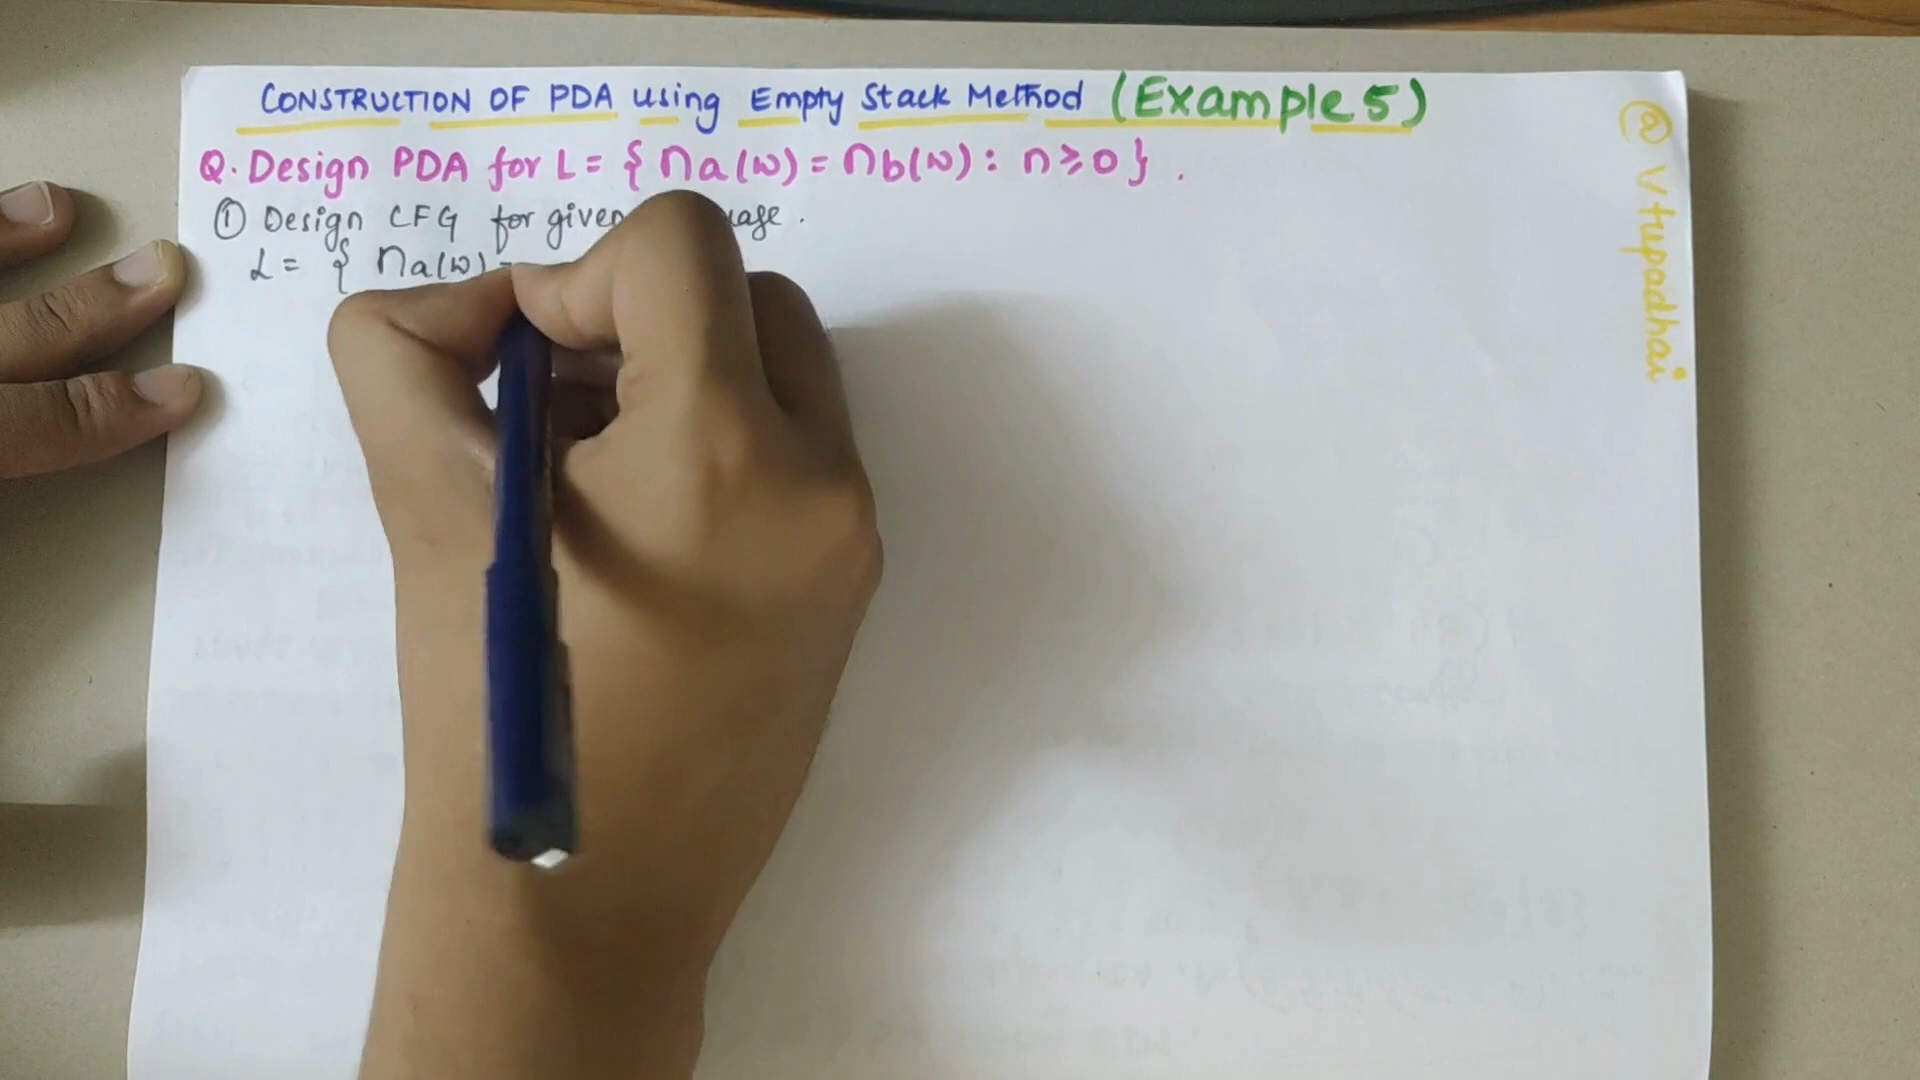 CONSTRUCTION OF PDA using Empty Stack Method (Example 5)
Q. Design PDA for L = { na(w) = nb(w) : n ≥ 0 } .
① Design CFG for given uage .
L = { na(w) =
@ Vtupadhai